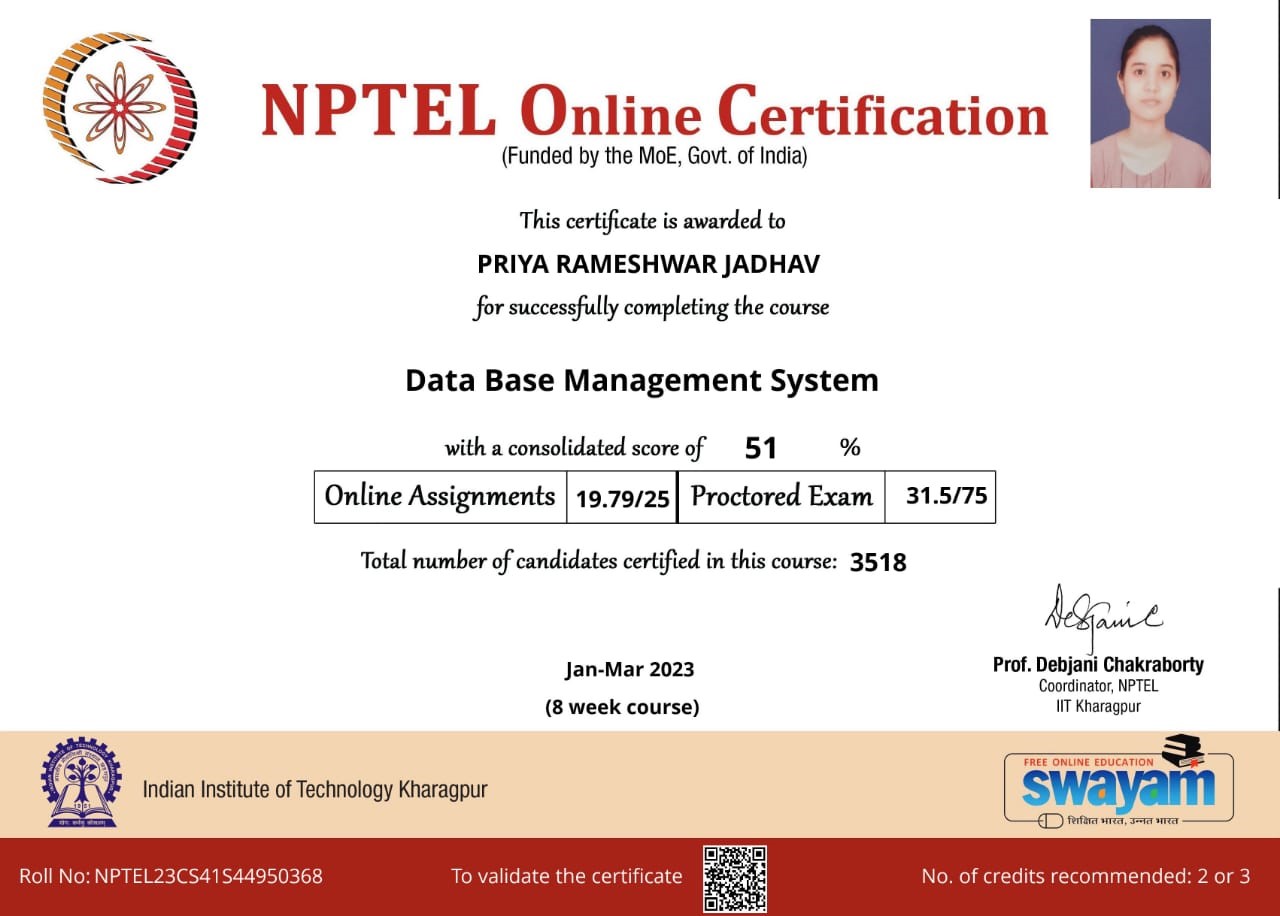 NPTEL Online Certification
(Funded by the MoE, Govt. of India)
This certificate is awarded to
PRIYA RAMESHWAR JADHAV
for successfully completing the course
Data Base Management System
with a consolidated score of 51 %
Online Assignments 19.79/25 Proctored Exam 31.5/75
Total number of candidates certified in this course: 3518
Jan-Mar 2023
(8 week course)
Prof. Debjani Chakraborty
Coordinator, NPTEL
IIT Kharagpur
Indian Institute of Technology Kharagpur
FREE ONLINE EDUCATION
swayam
शिक्षित भारत, उन्नत भारत
Roll No: NPTEL23CS41S44950368 To validate the certificate No. of credits recommended: 2 or 3